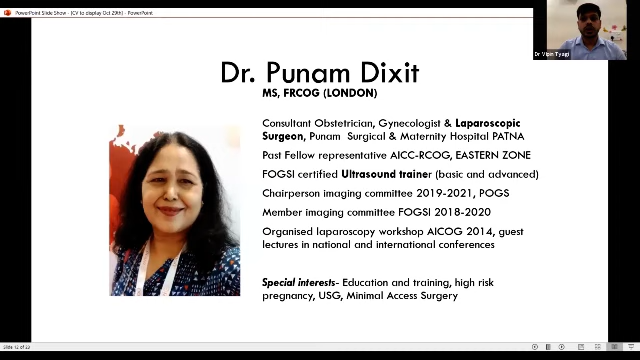 PowerPoint Slide Show - [CV to display Oct 29th] - PowerPoint
Dr Vipin Tyagi
Dr. Punam Dixit
MS, FRCOG (LONDON)
Consultant Obstetrician, Gynecologist & Laparoscopic
Surgeon, Punam Surgical & Maternity Hospital PATNA
Past Fellow representative AICC-RCOG, EASTERN ZONE
FOGSI certified Ultrasound trainer (basic and advanced)
Chairperson imaging committee 2019-2021, POGS
Member imaging committee FOGSI 2018-2020
Organised laparoscopy workshop AICOG 2014, guest
lectures in national and international conferences
Special interests- Education and training, high risk
pregnancy, USG, Minimal Access Surgery
Slide 12 of 23